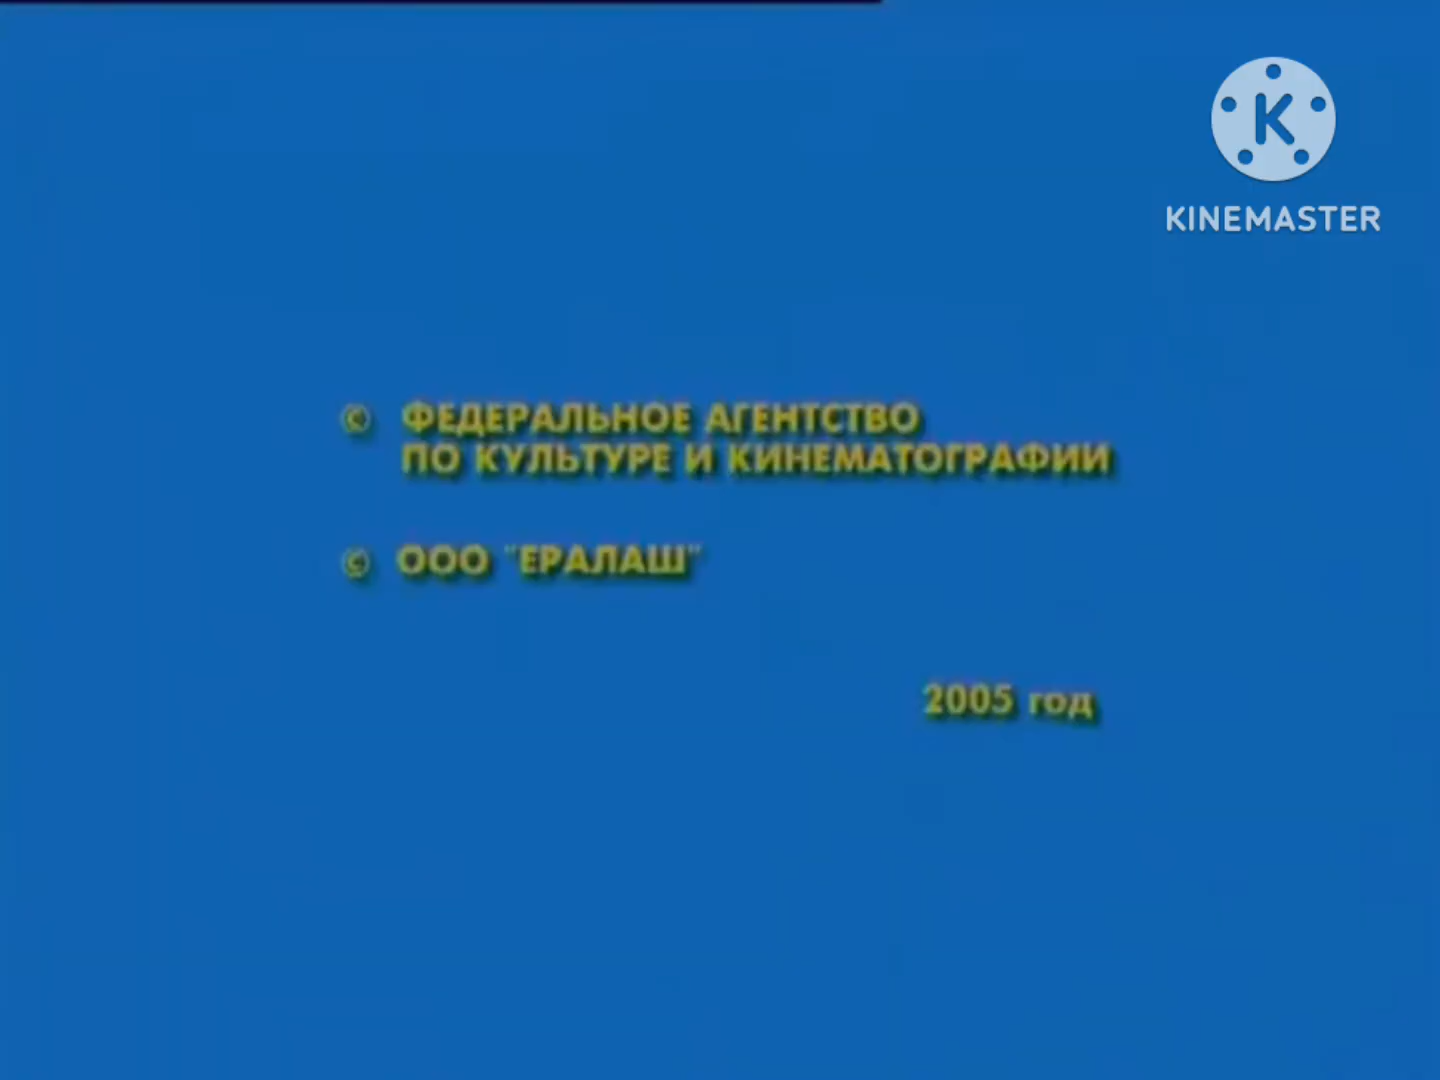 K
KINEMASTER
© ФЕДЕРАЛЬНОЕ АГЕНТСТВО
ПО КУЛЬТУРЕ И КИНЕМАТОГРАФИИ
© ООО "ЕРАЛАШ"
2005 год